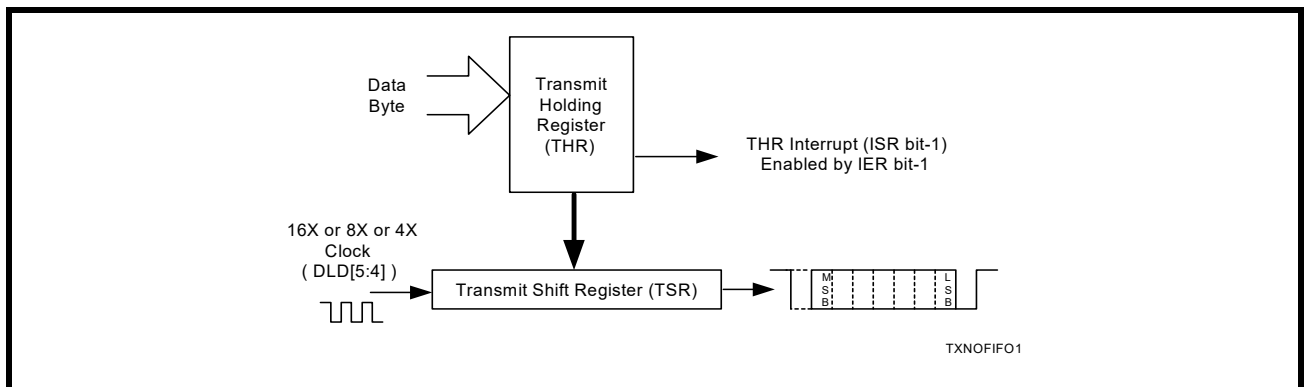 Data
Byte
Transmit
Holding
Register
(THR)
THR Interrupt (ISR bit-1)
Enabled by IER bit-1
16X or 8X or 4X
Clock
( DLD[5:4] )
Transmit Shift Register (TSR)
M
S
B
L
S
B
TXNOFIFO1